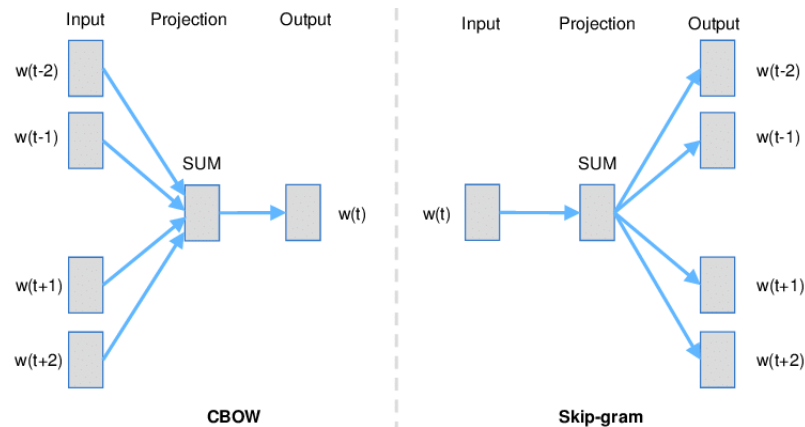 Input Projection Output
w(t-2)
w(t-1)
SUM
w(t)
w(t+1)
w(t+2)
CBOW
Input Projection Output
w(t-2)
w(t-1)
SUM
w(t)
w(t+1)
w(t+2)
Skip-gram